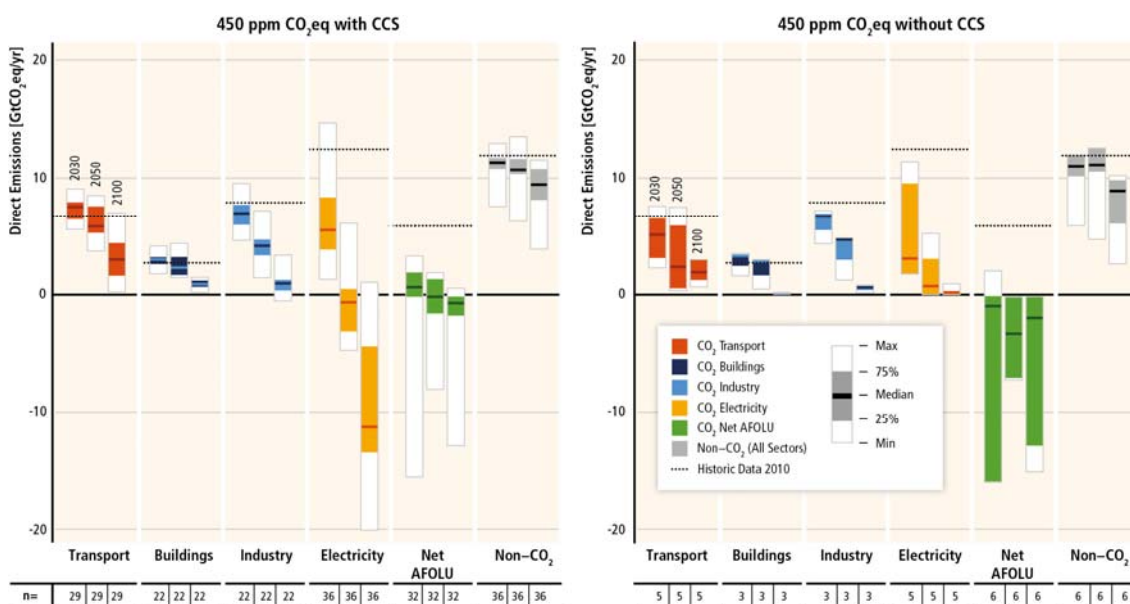 450 ppm CO₂eq with CCS
Direct Emissions [GtCO₂eq/yr]
20
10
0
-10
-20
2030
2050
2100
Transport Buildings Industry Electricity Net AFOLU Non–CO₂
n= 29 29 29 22 22 22 22 22 22 36 36 36 32 32 32 36 36 36
450 ppm CO₂eq without CCS
Direct Emissions [GtCO₂eq/yr]
20
10
0
-10
-20
2030
2050
2100
CO₂ Transport
CO₂ Buildings
CO₂ Industry
CO₂ Electricity
CO₂ Net AFOLU
Non–CO₂ (All Sectors)
Historic Data 2010
Max
75%
Median
25%
Min
Transport Buildings Industry Electricity Net AFOLU Non–CO₂
5 5 5 3 3 3 3 3 3 5 5 5 6 6 6 6 6 6